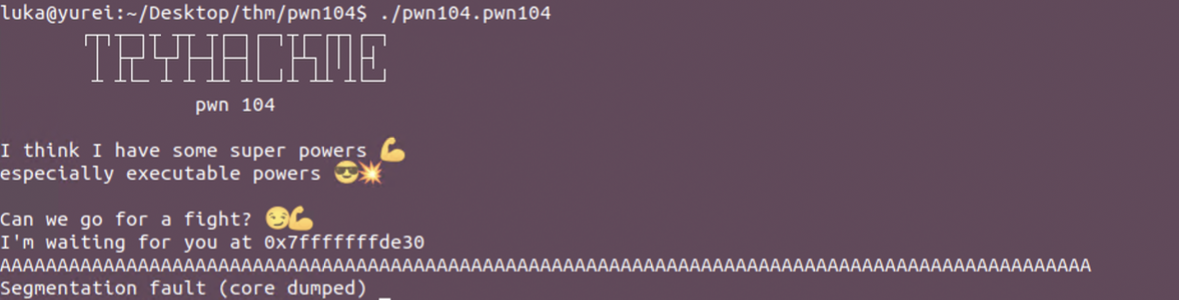 luka@yurei:~/Desktop/thm/pwn104$ ./pwn104.pwn104
TRYHACKME
pwn 104
I think I have some super powers 💪
especially executable powers 😎💥
Can we go for a fight? 😏💪
I'm waiting for you at 0x7fffffffde30
AAAAAAAAAAAAAAAAAAAAAAAAAAAAAAAAAAAAAAAAAAAAAAAAAAAAAAAAAAAAAAAAAAAAAAAAAAAAAAAAAAAAAAAAAAAAAAA
Segmentation fault (core dumped)